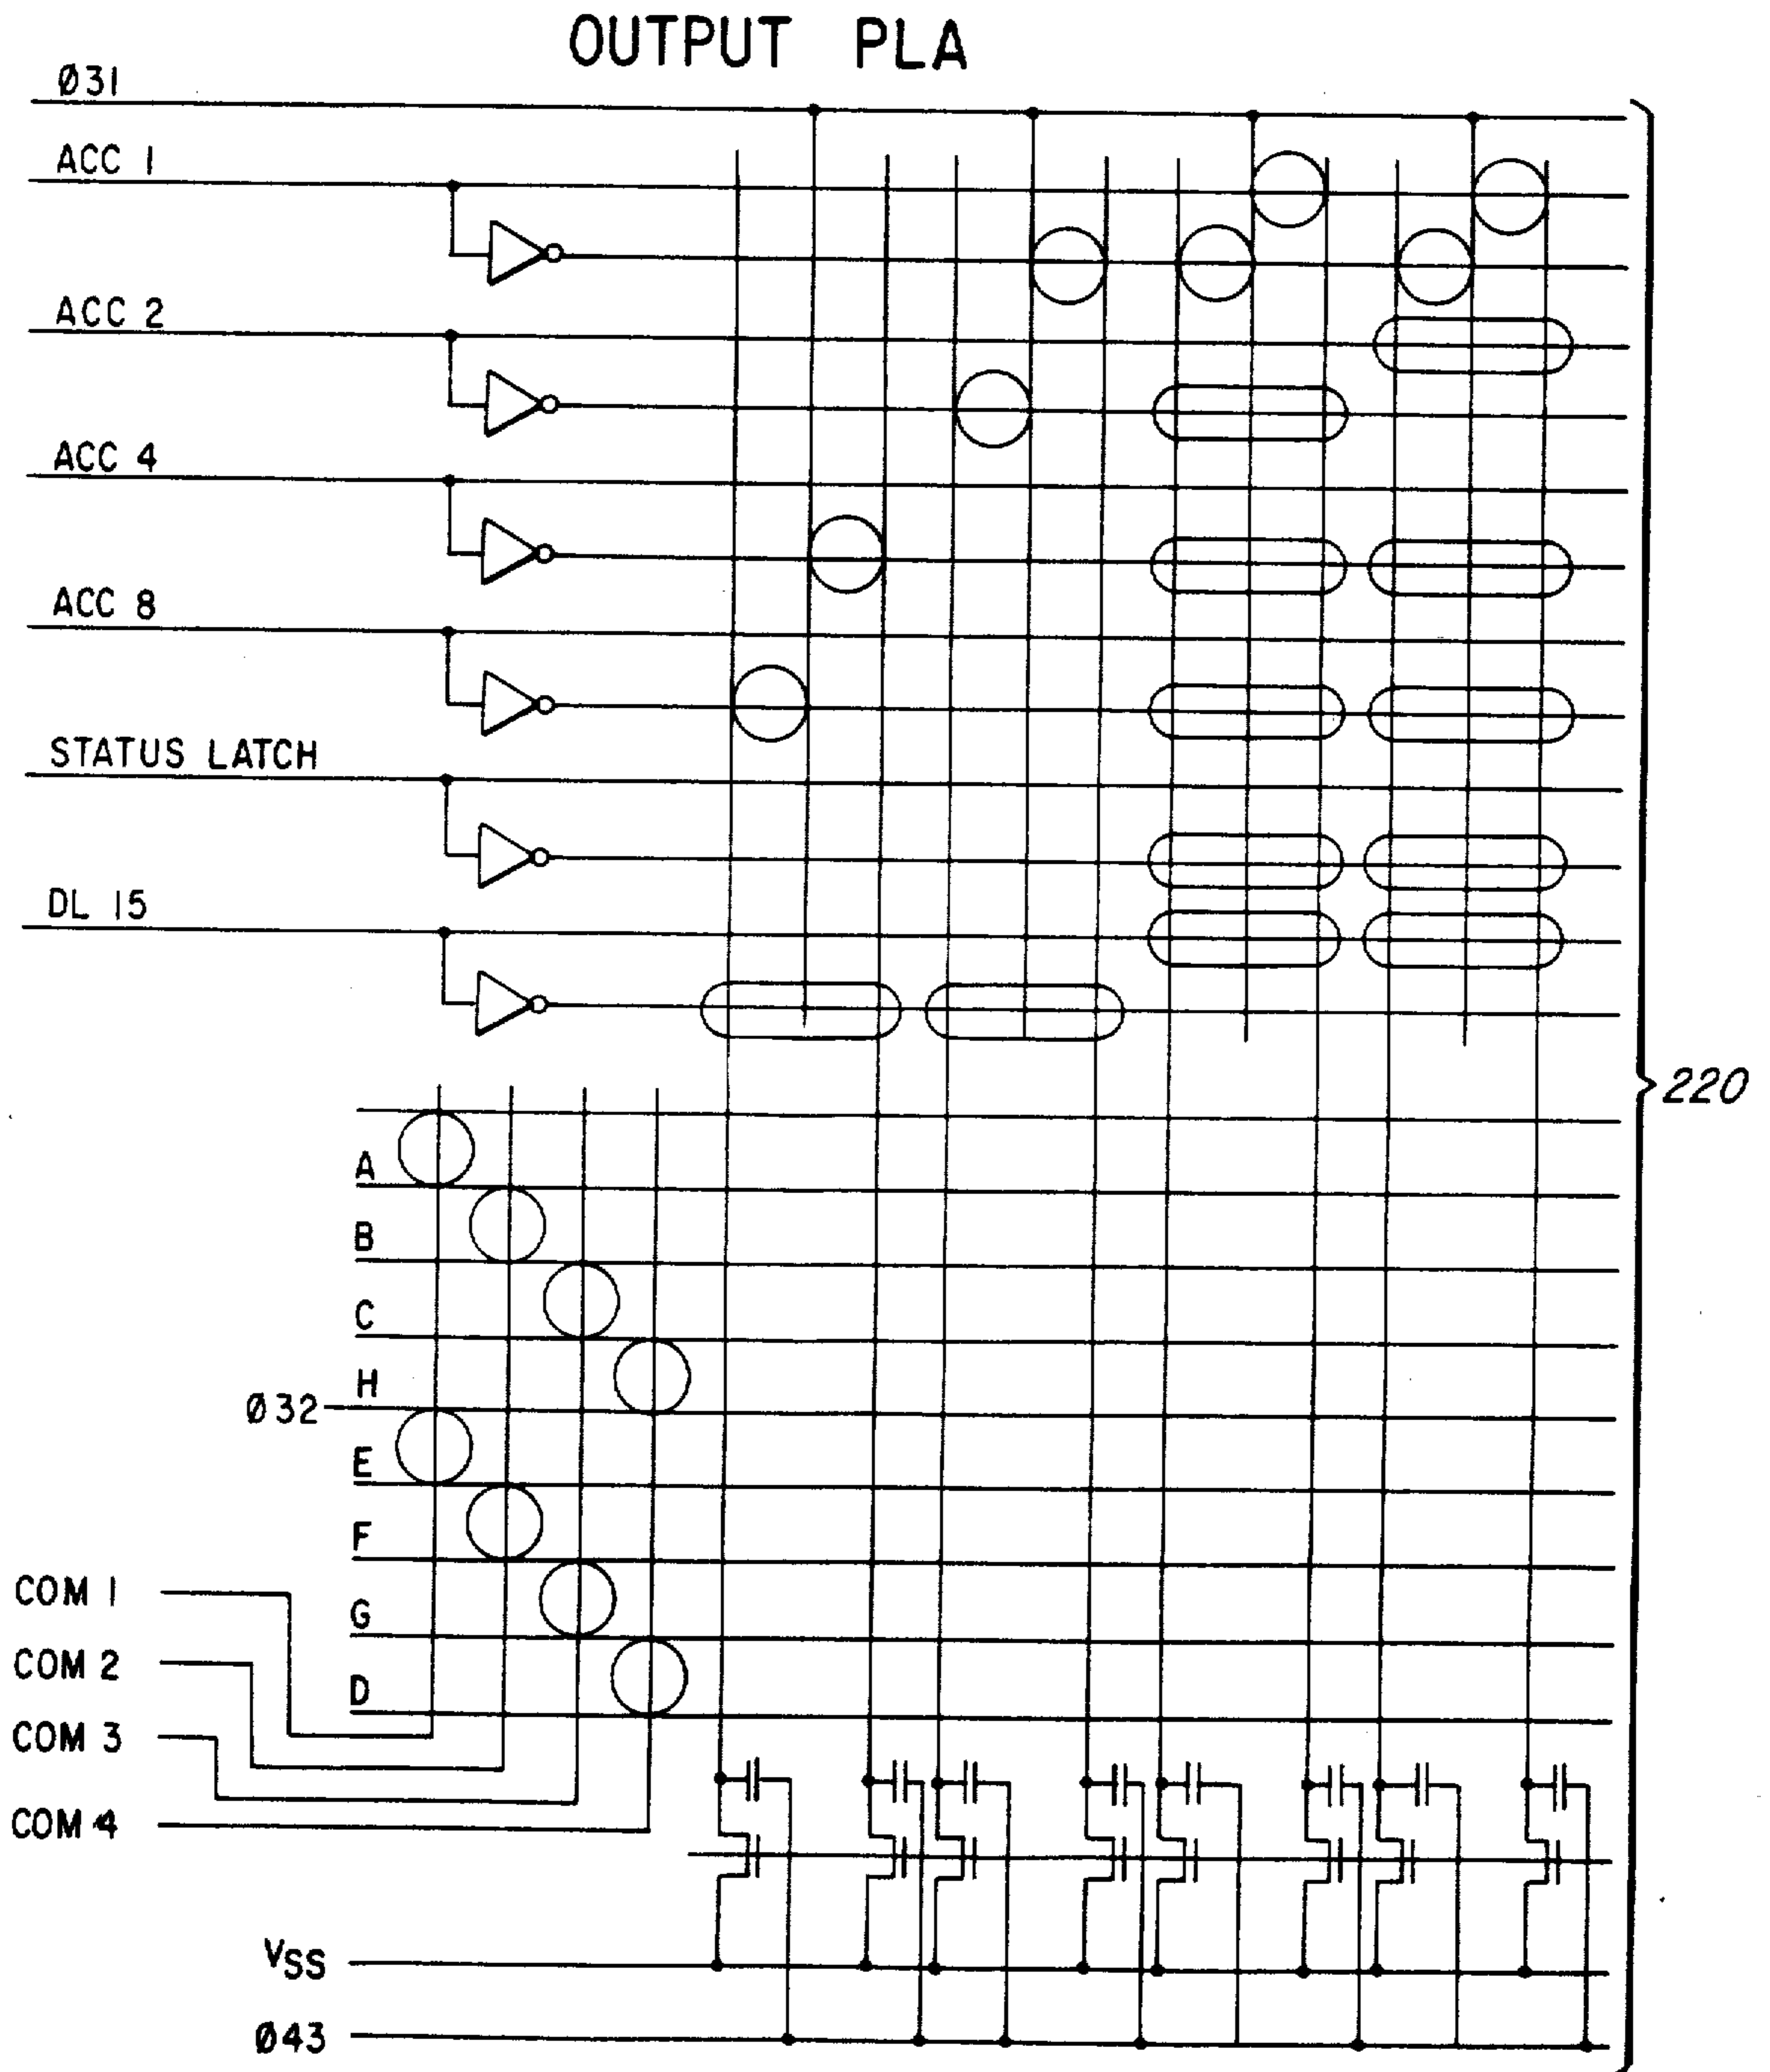 OUTPUT PLA
Ø31
ACC 1
ACC 2
ACC 4
ACC 8
STATUS LATCH
DL 15
220
A
B
C
H
Ø32
E
F
G
D
COM 1
COM 2
COM 3
COM 4
VSS
Ø43